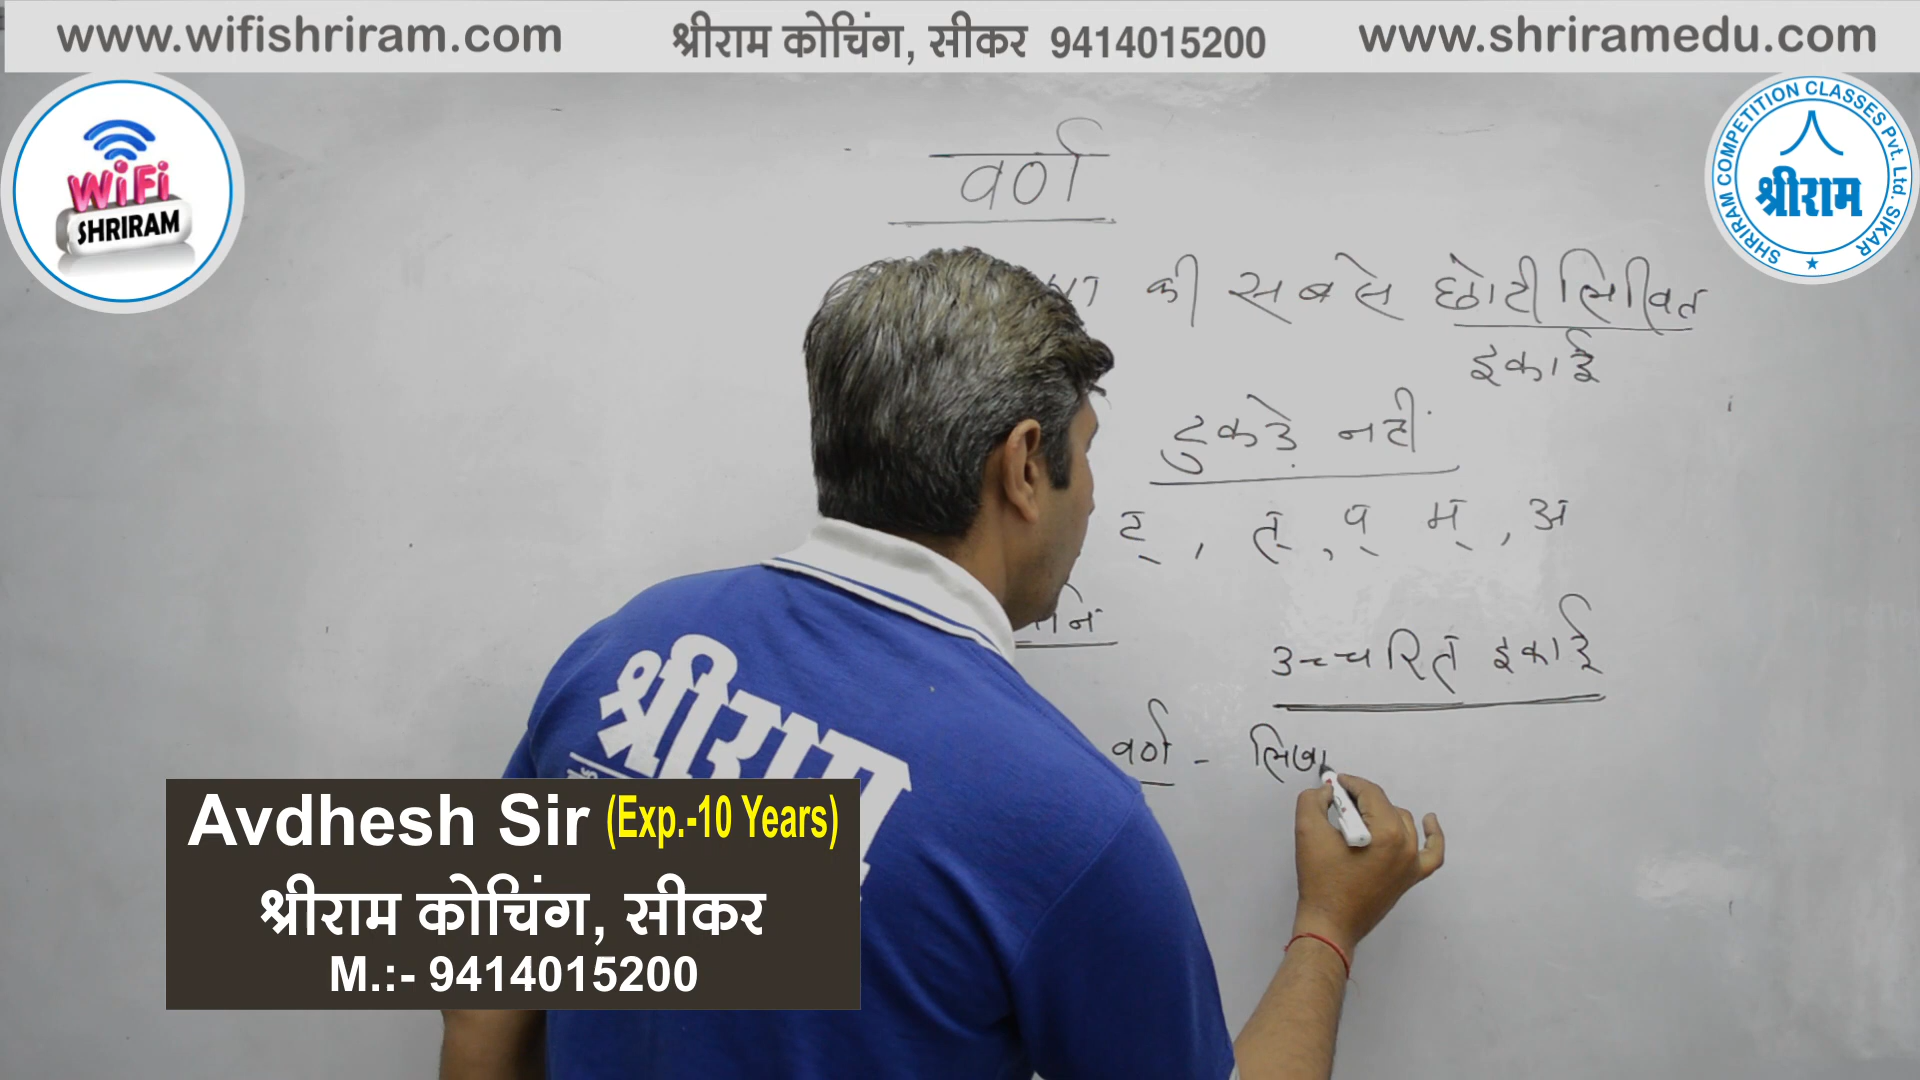 www.wifishriram.com
श्रीराम कोचिंग, सीकर 9414015200
www.shriramedu.com
WiFi
SHRIRAM
SHRIRAM COMPETITION CLASSES Pvt. Ltd. SIKAR
श्रीराम
वर्ण
की सबसे छोटी लिखित
इकाई
टुकडे़ नहीं
ट् , त् , प् म् , अ
उच्चरित इकाई
वर्ण - लिखा
श्रीराम
Avdhesh Sir (Exp.-10 Years)
श्रीराम कोचिंग, सीकर
M.:- 9414015200